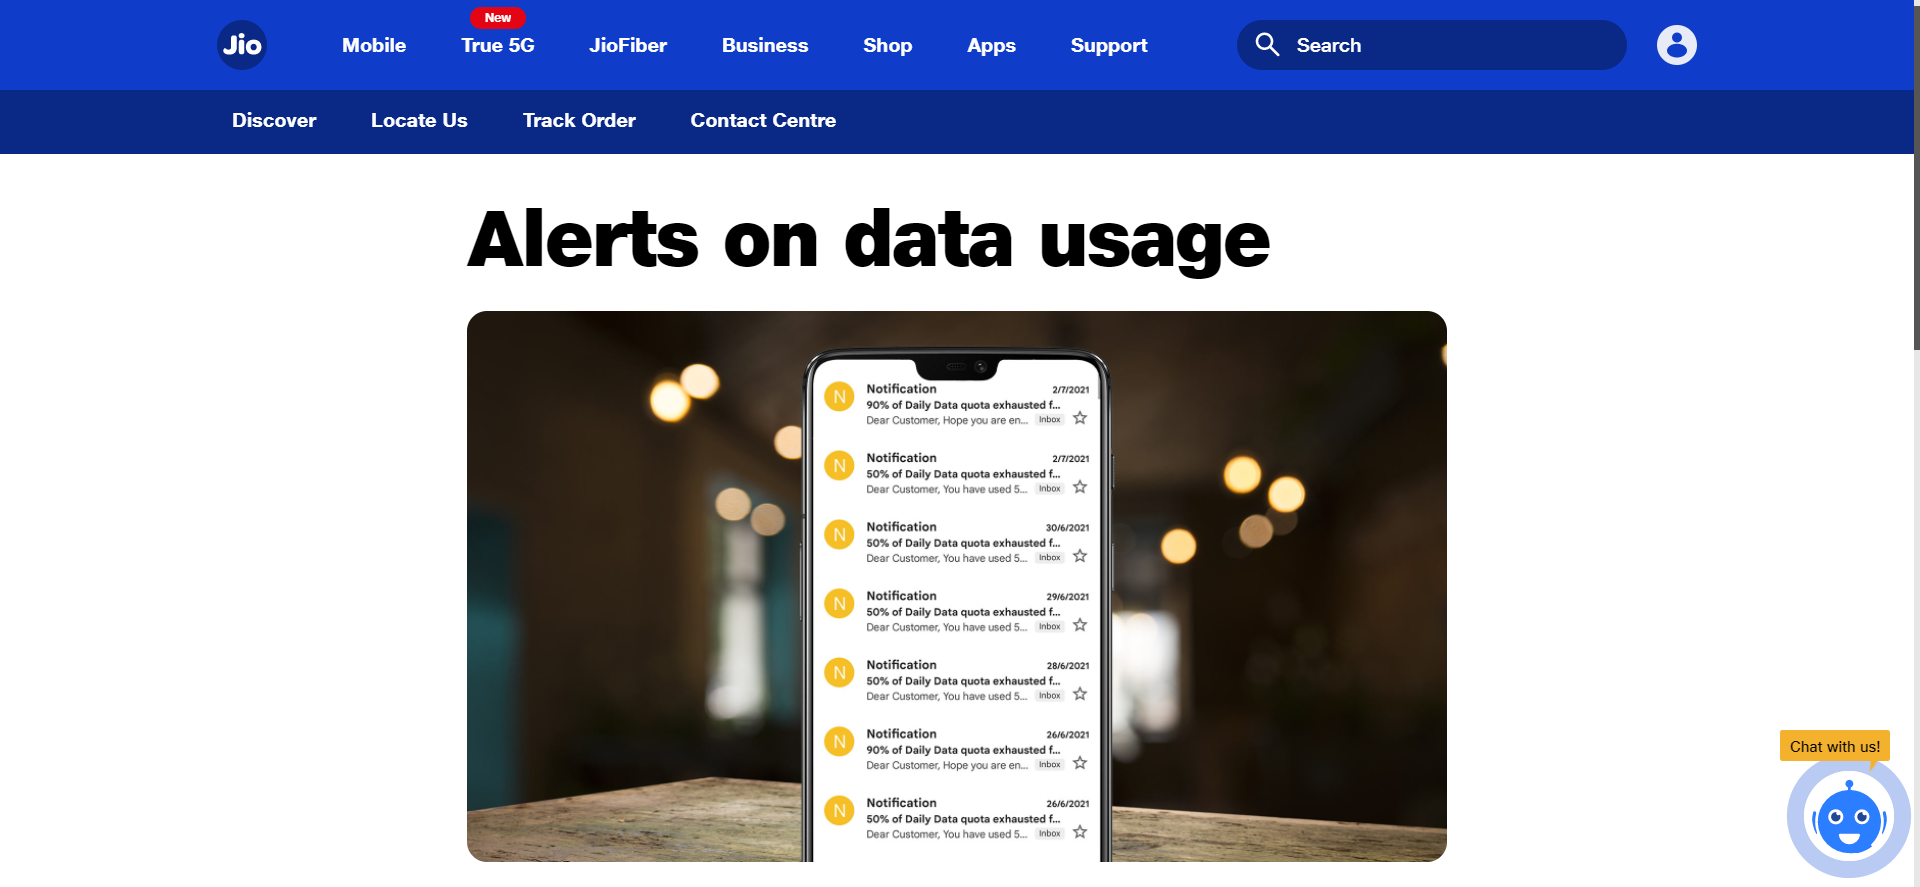 Jio
Mobile
New
True 5G
JioFiber
Business
Shop
Apps
Support
Search
Discover
Locate Us
Track Order
Contact Centre
Alerts on data usage
N
Notification 2/7/2021
90% of Daily Data quota exhausted f...
Dear Customer, Hope you are en... Inbox
N
Notification 2/7/2021
50% of Daily Data quota exhausted f...
Dear Customer, You have used 5... Inbox
N
Notification 30/6/2021
50% of Daily Data quota exhausted f...
Dear Customer, You have used 5... Inbox
N
Notification 29/6/2021
50% of Daily Data quota exhausted f...
Dear Customer, You have used 5... Inbox
N
Notification 28/6/2021
50% of Daily Data quota exhausted f...
Dear Customer, You have used 5... Inbox
N
Notification 26/6/2021
90% of Daily Data quota exhausted f...
Dear Customer, Hope you are en... Inbox
N
Notification 26/6/2021
50% of Daily Data quota exhausted f...
Dear Customer, You have used 5... Inbox
Chat with us!